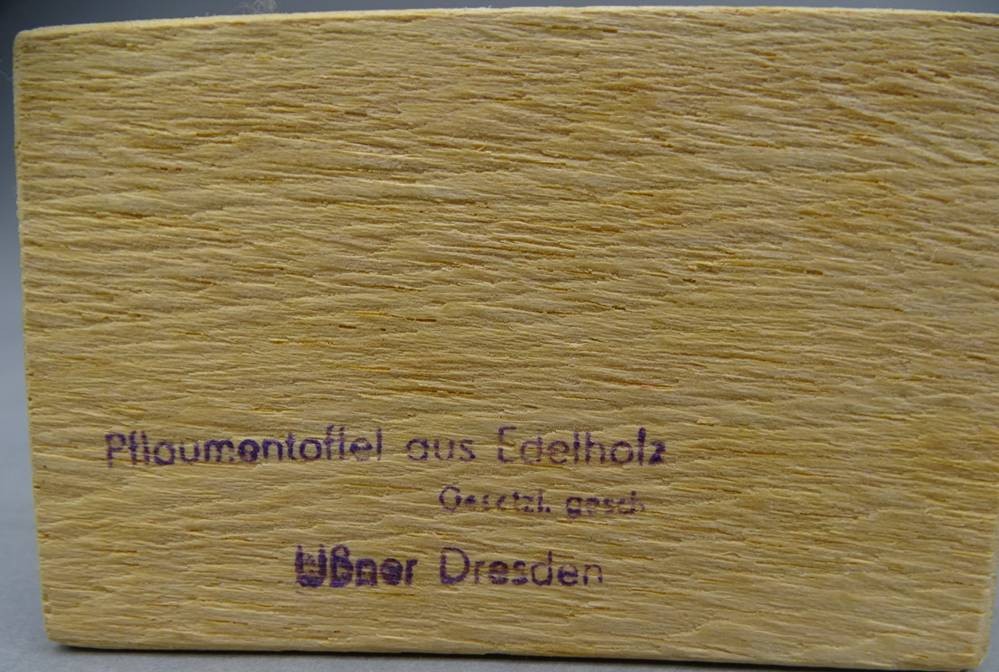 Pflaumentoffel aus Edelholz
Gesetzl. gesch.
Dresden